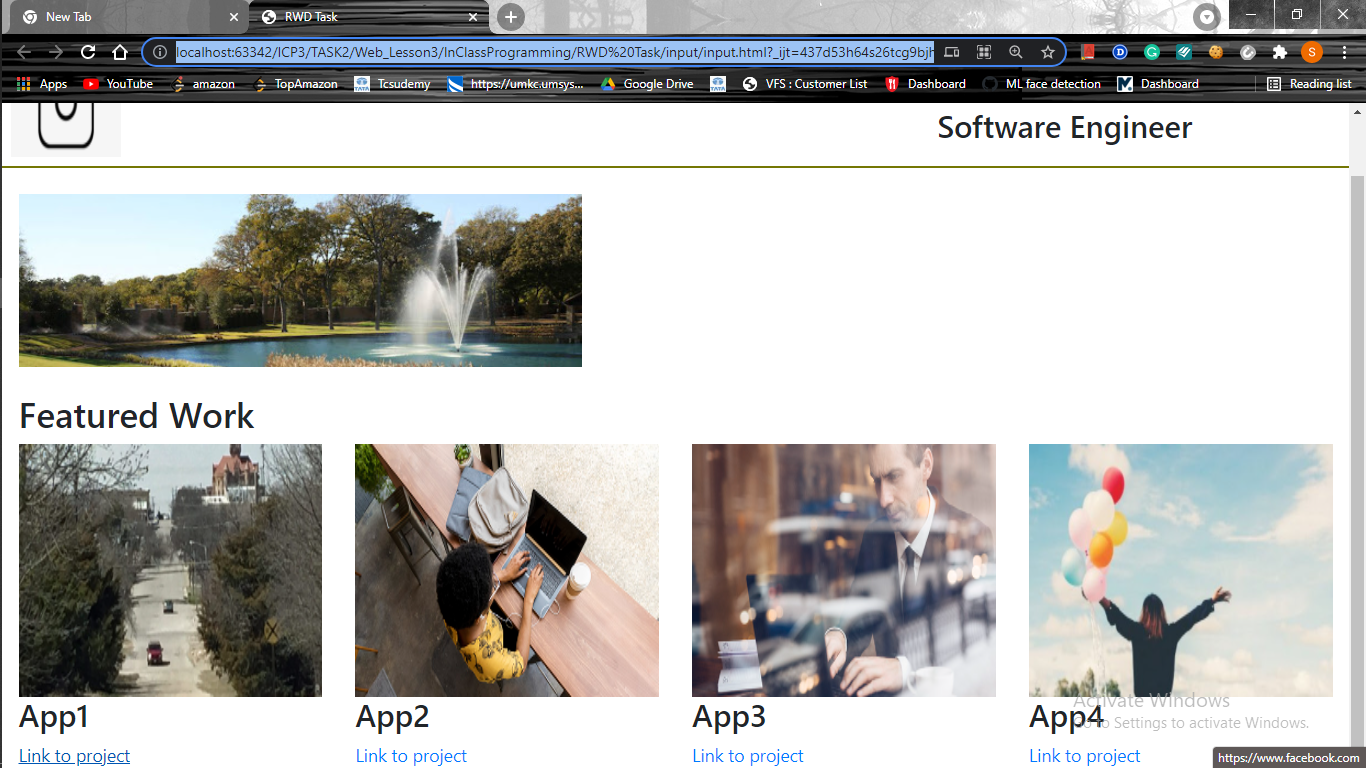 New Tab
RWD Task
localhost:63342/ICP3/TASK2/Web_Lesson3/InClassProgramming/RWD%20Task/input/input.html?_ijt=437d53h64s26tcg9bjh
S
Apps YouTube amazon TopAmazon Tcsudemy https://umkc.umsys... Google Drive VFS : Customer List Dashboard ML face detection Dashboard Reading list
Software Engineer
Featured Work
App1 App2 App3 App4
Link to project Link to project Link to project Link to project
Activate Windows
Go to Settings to activate Windows.
https://www.facebook.com